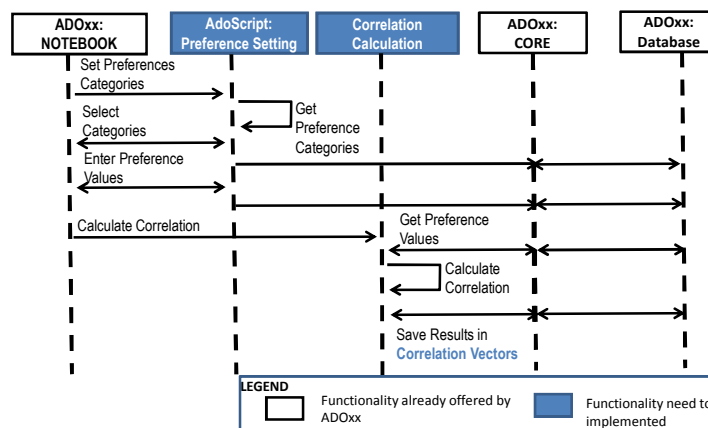 ADOxx:
NOTEBOOK
AdoScript:
Preference Setting
Correlation
Calculation
ADOxx:
CORE
ADOxx:
Database
Set Preferences
Categories
Get
Preference
Categories
Select
Categories
Enter Preference
Values
Calculate Correlation
Get Preference
Values
Calculate
Correlation
Save Results in
Correlation Vectors
LEGEND
Functionality already offered by
ADOxx
Functionality need to
implemented